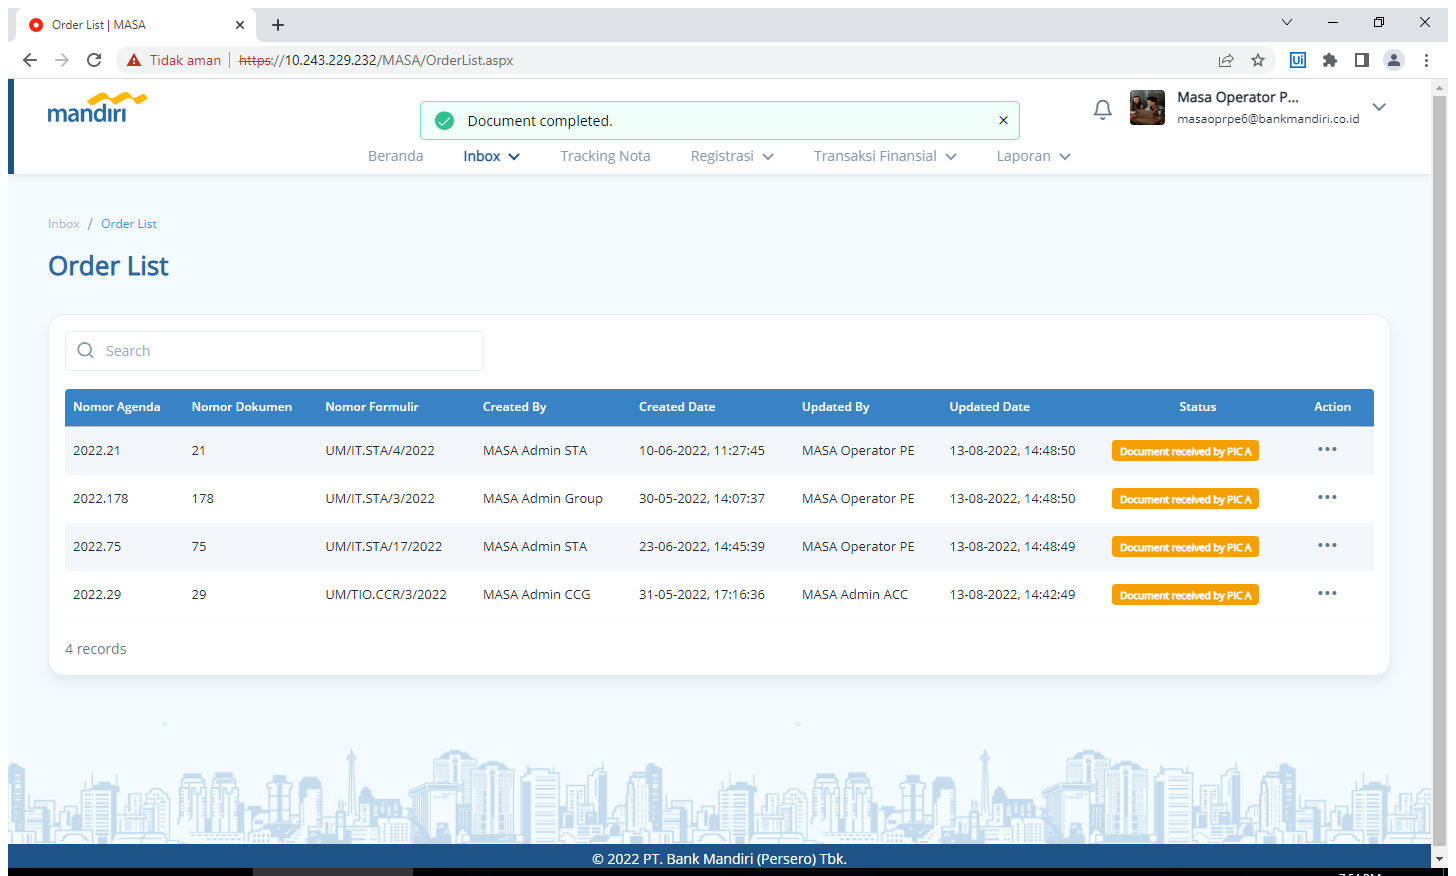 Order List | MASA
Tidak aman
https://10.243.229.232/MASA/OrderList.aspx
Ui
mandiri
Document completed.
Masa Operator P...
masaoprpe6@bankmandiri.co.id
Beranda Inbox Tracking Nota Registrasi Transaksi Finansial Laporan
Inbox / Order List
Order List
Search
Nomor Agenda Nomor Dokumen Nomor Formulir Created By Created Date Updated By Updated Date Status Action
2022.21 21 UM/IT.STA/4/2022 MASA Admin STA 10-06-2022, 11:27:45 MASA Operator PE 13-08-2022, 14:48:50 Document received by PIC A ...
2022.178 178 UM/IT.STA/3/2022 MASA Admin Group 30-05-2022, 14:07:37 MASA Operator PE 13-08-2022, 14:48:50 Document received by PIC A ...
2022.75 75 UM/IT.STA/17/2022 MASA Admin STA 23-06-2022, 14:45:39 MASA Operator PE 13-08-2022, 14:48:49 Document received by PIC A ...
2022.29 29 UM/TIO.CCR/3/2022 MASA Admin CCG 31-05-2022, 17:16:36 MASA Admin ACC 13-08-2022, 14:42:49 Document received by PIC A ...
4 records
© 2022 PT. Bank Mandiri (Persero) Tbk.